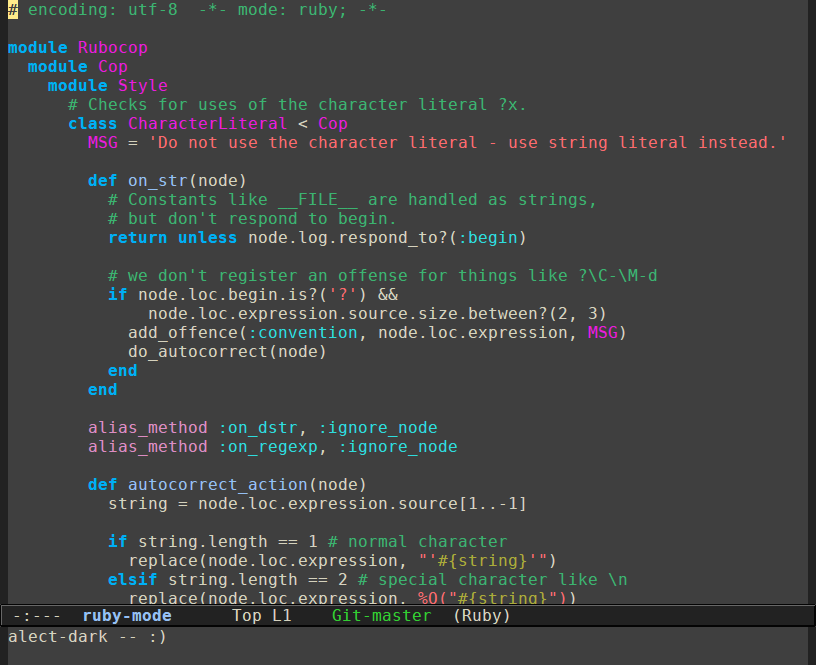 # encoding: utf-8  -*- mode: ruby; -*-
module Rubocop
  module Cop
    module Style
      # Checks for uses of the character literal ?x.
      class CharacterLiteral < Cop
        MSG = 'Do not use the character literal - use string literal instead.'
        def on_str(node)
          # Constants like __FILE__ are handled as strings,
          # but don't respond to begin.
          return unless node.log.respond_to?(:begin)
          # we don't register an offense for things like ?\C-\M-d
          if node.loc.begin.is?('?') &&
              node.loc.expression.source.size.between?(2, 3)
            add_offence(:convention, node.loc.expression, MSG)
            do_autocorrect(node)
          end
        end
        alias_method :on_dstr, :ignore_node
        alias_method :on_regexp, :ignore_node
        def autocorrect_action(node)
          string = node.loc.expression.source[1..-1]
          if string.length == 1 # normal character
            replace(node.loc.expression, "'#{string}'")
          elsif string.length == 2 # special character like \n
            replace(node.loc.expression, %Q("#{string}"))
-:---  ruby-mode      Top L1    Git-master  (Ruby)
alect-dark -- :)